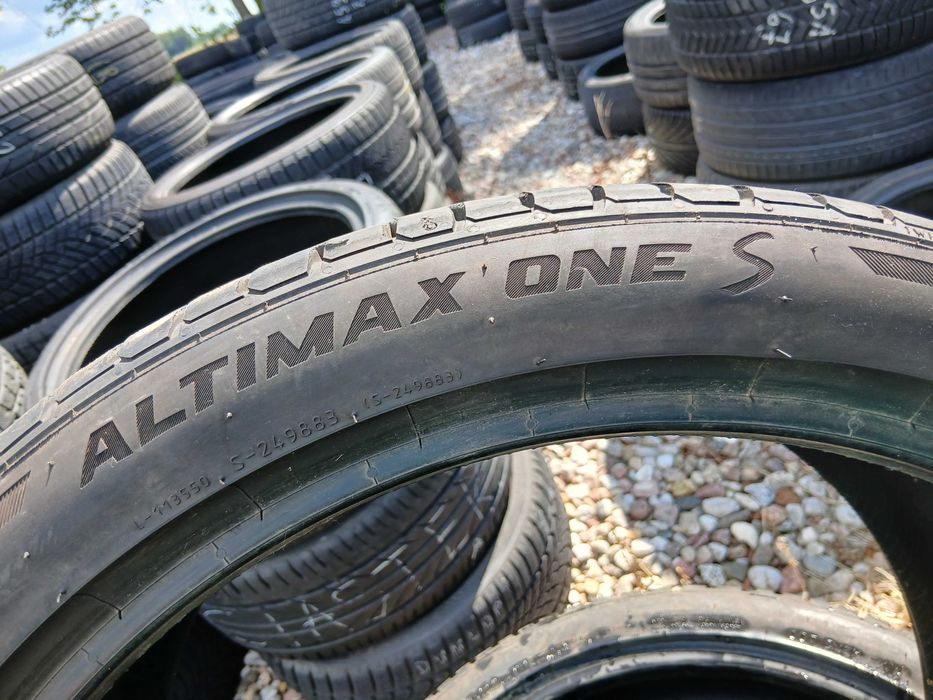 ALTIMAX ONE S
L-113550 S-249883 (S-249883)